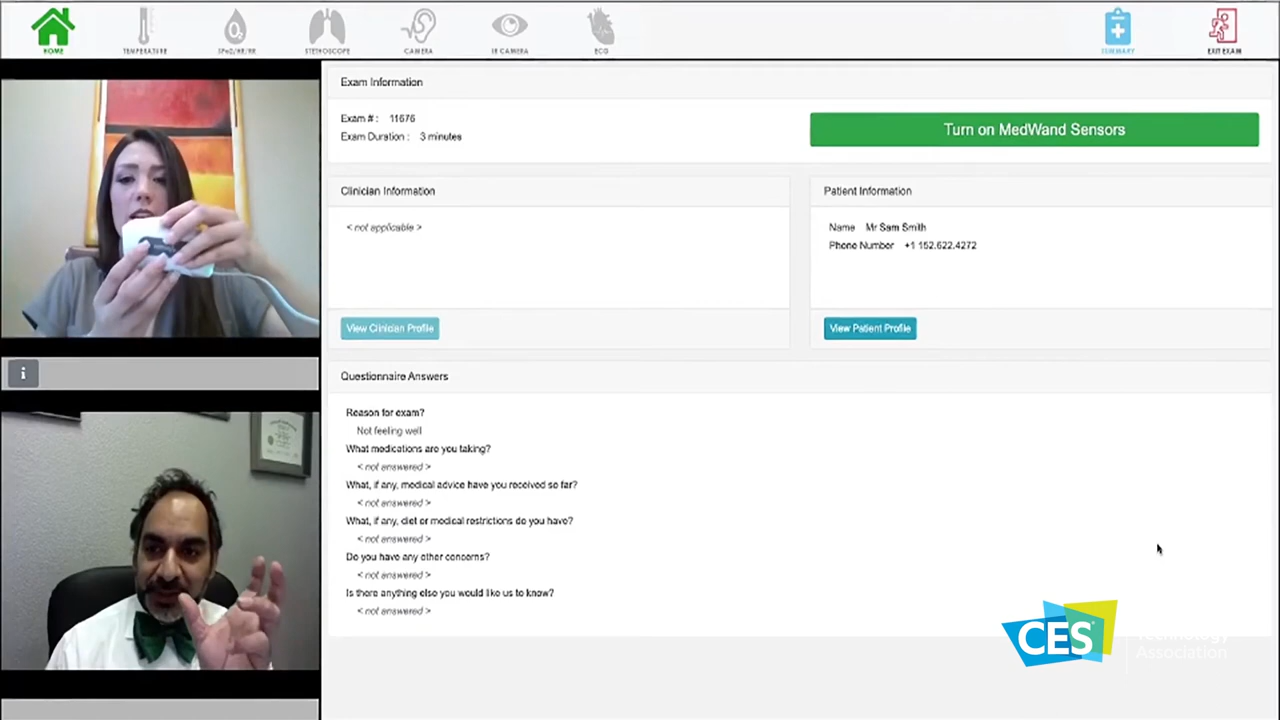 HOME
TEMPERATURE
SPo2/HR/RR
STETHOSCOPE
CAMERA
IR CAMERA
ECG
SUMMARY
EXIT EXAM
O2
Exam Information
Exam # : 11676
Exam Duration : 3 minutes
Turn on MedWand Sensors
Clinician Information
< not applicable >
View Clinician Profile
Patient Information
Name Mr Sam Smith
Phone Number +1 152.622.4272
View Patient Profile
i
Questionnaire Answers
Reason for exam?
Not feeling well
What medications are you taking?
< not answered >
What, if any, medical advice have you received so far?
< not answered >
What, if any, diet or medical restrictions do you have?
< not answered >
Do you have any other concerns?
< not answered >
Is there anything else you would like us to know?
< not answered >
CES®
Technology
Association